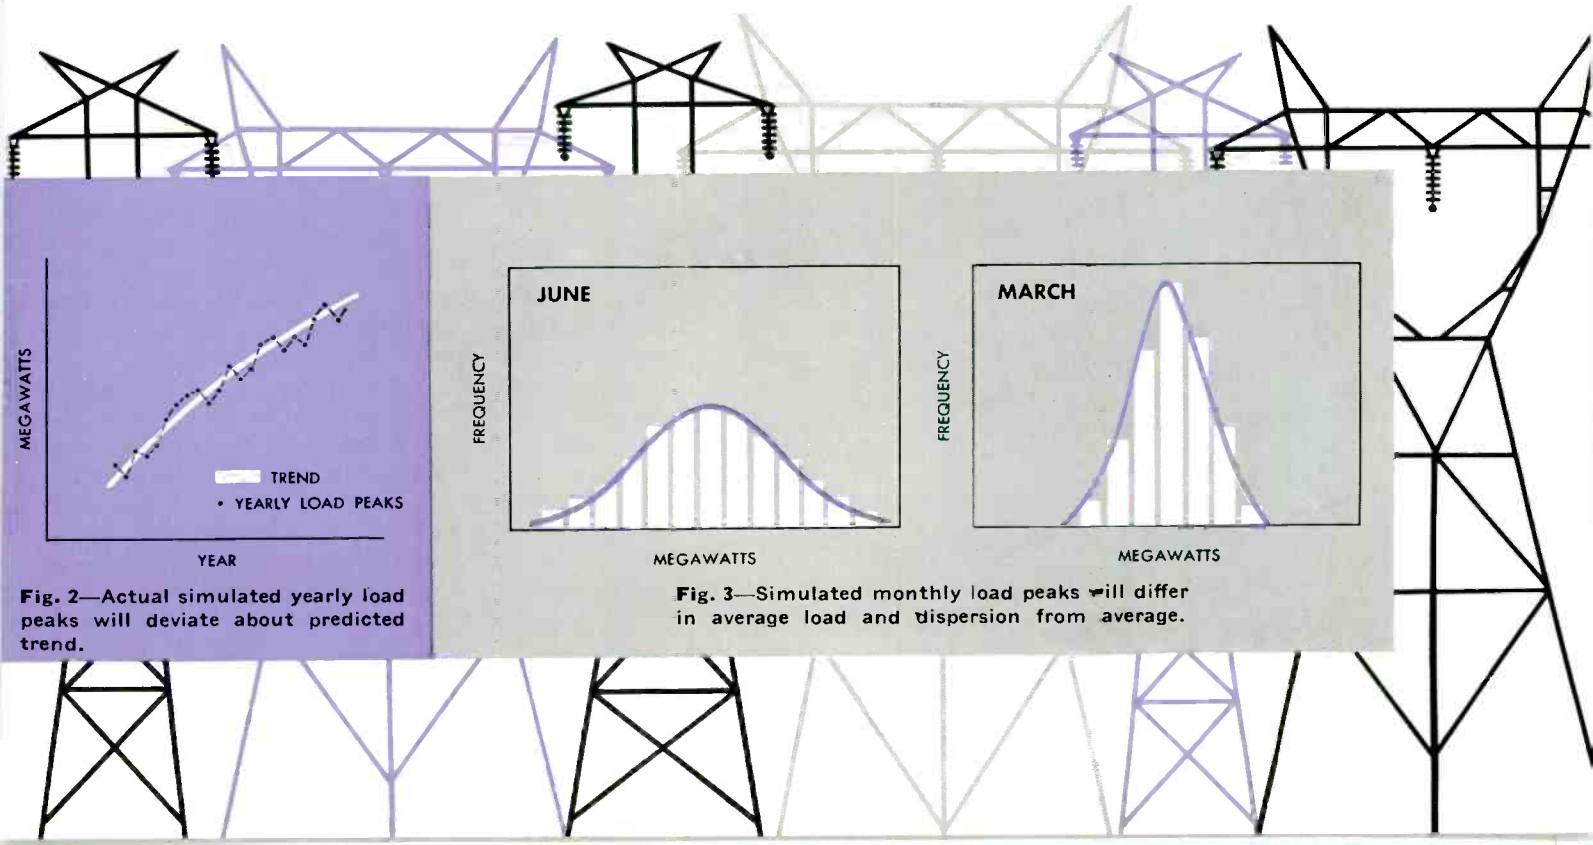 MEGAWATTS
TREND
• YEARLY LOAD PEAKS
YEAR
Fig. 2—Actual simulated yearly load
peaks will deviate about predicted
trend.
JUNE
FREQUENCY
MEGAWATTS
MARCH
FREQUENCY
MEGAWATTS
Fig. 3—Simulated monthly load peaks will differ
in average load and dispersion from average.